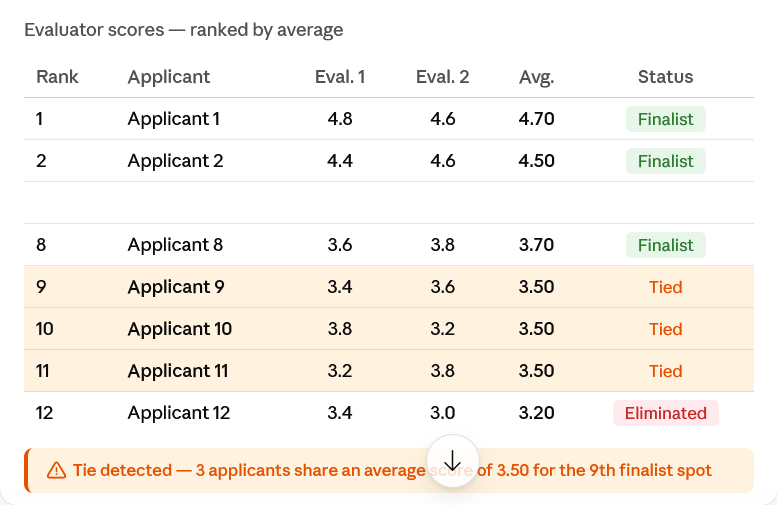 Evaluator scores — ranked by average
Rank Applicant Eval. 1 Eval. 2 Avg. Status
1 Applicant 1 4.8 4.6 4.70 Finalist
2 Applicant 2 4.4 4.6 4.50 Finalist
8 Applicant 8 3.6 3.8 3.70 Finalist
9 Applicant 9 3.4 3.6 3.50 Tied
10 Applicant 10 3.8 3.2 3.50 Tied
11 Applicant 11 3.2 3.8 3.50 Tied
12 Applicant 12 3.4 3.0 3.20 Eliminated
Tie detected — 3 applicants share an average score of 3.50 for the 9th finalist spot